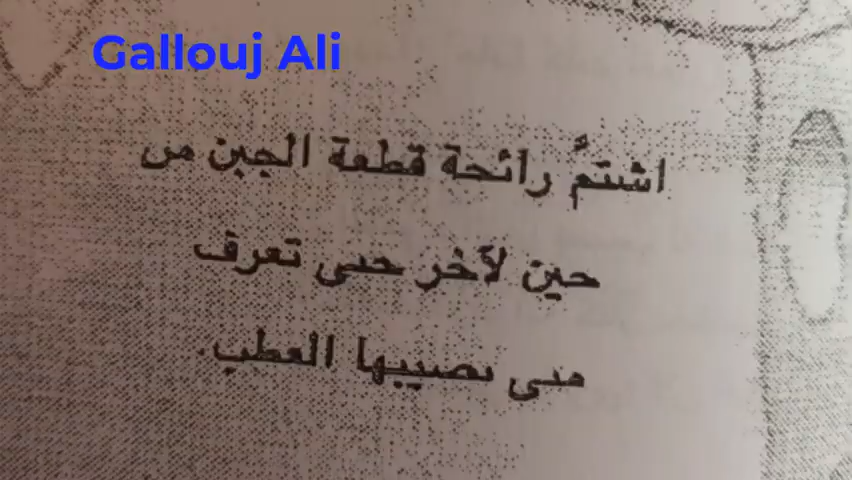 Gallouj Ali
اشتمُّ رائحة قطعة الجبن من
حين لآخر حتى تعرف
متى يصيبها العطب.